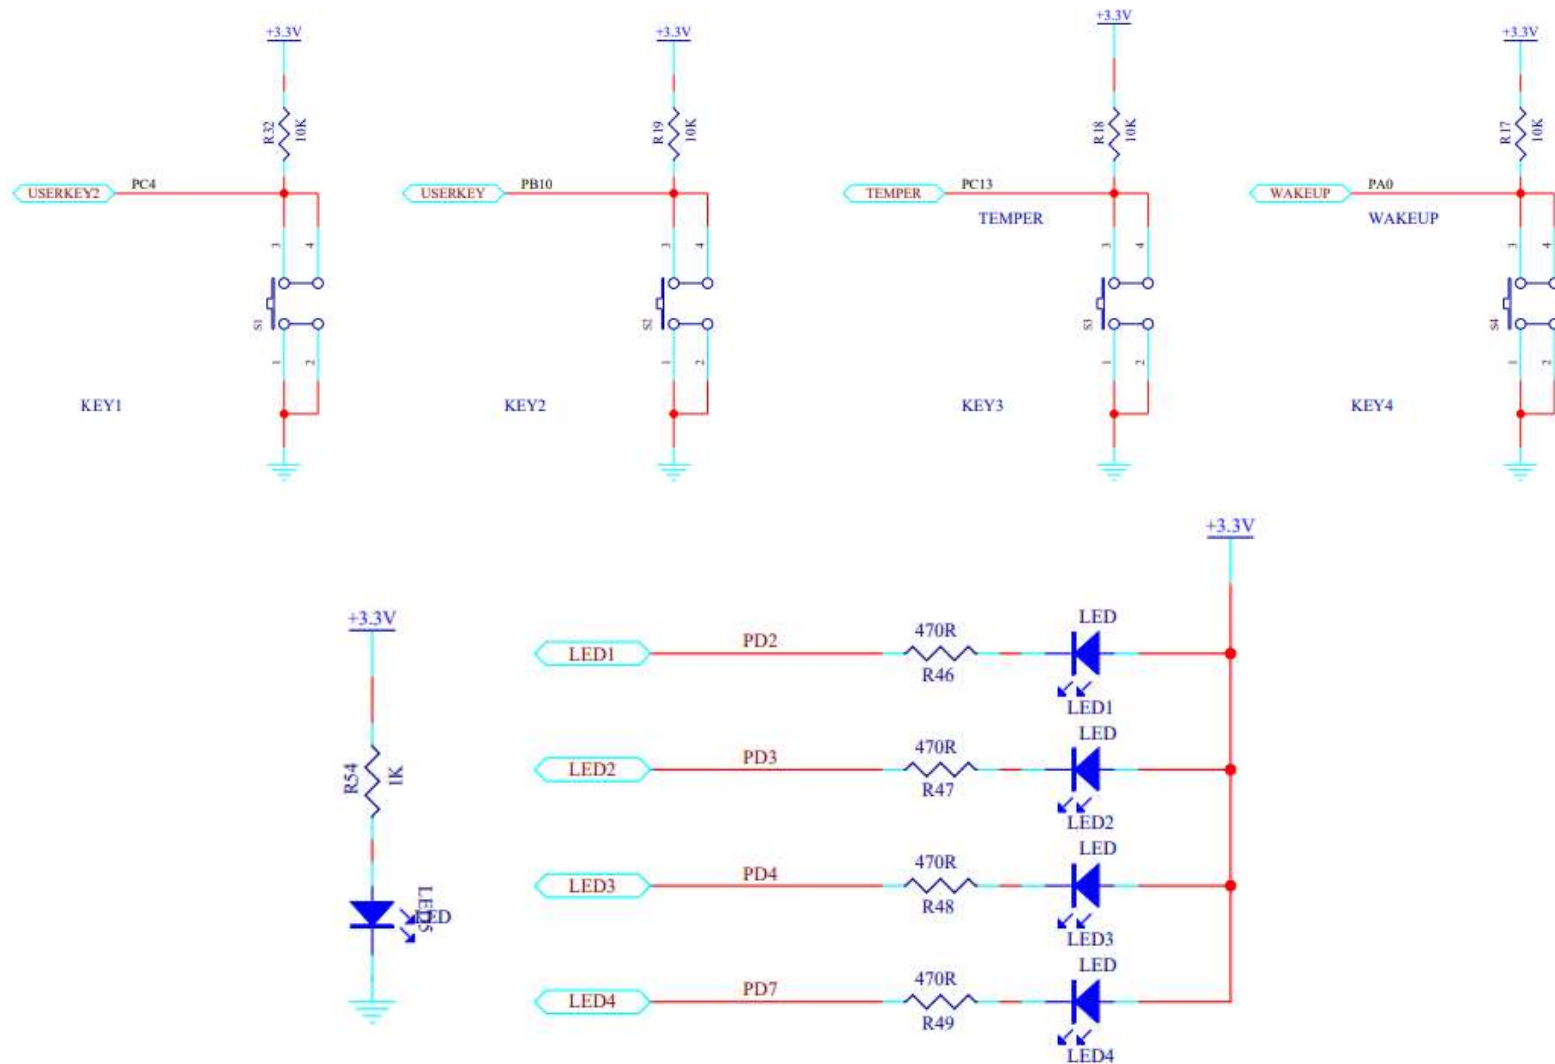 +3.3V
R32
10K
USERKEY2
PC4
3
4
S1
1
2
KEY1
+3.3V
R19
10K
USERKEY
PB10
3
4
S2
1
2
KEY2
+3.3V
R18
10K
TEMPER
PC13
TEMPER
3
4
S3
1
2
KEY3
+3.3V
R17
10K
WAKEUP
PA0
WAKEUP
3
4
S4
1
2
KEY4
+3.3V
R54
1K
LED5
LED
+3.3V
LED1
PD2
470R
R46
LED
LED1
LED2
PD3
470R
R47
LED
LED2
LED3
PD4
470R
R48
LED
LED3
LED4
PD7
470R
R49
LED
LED4